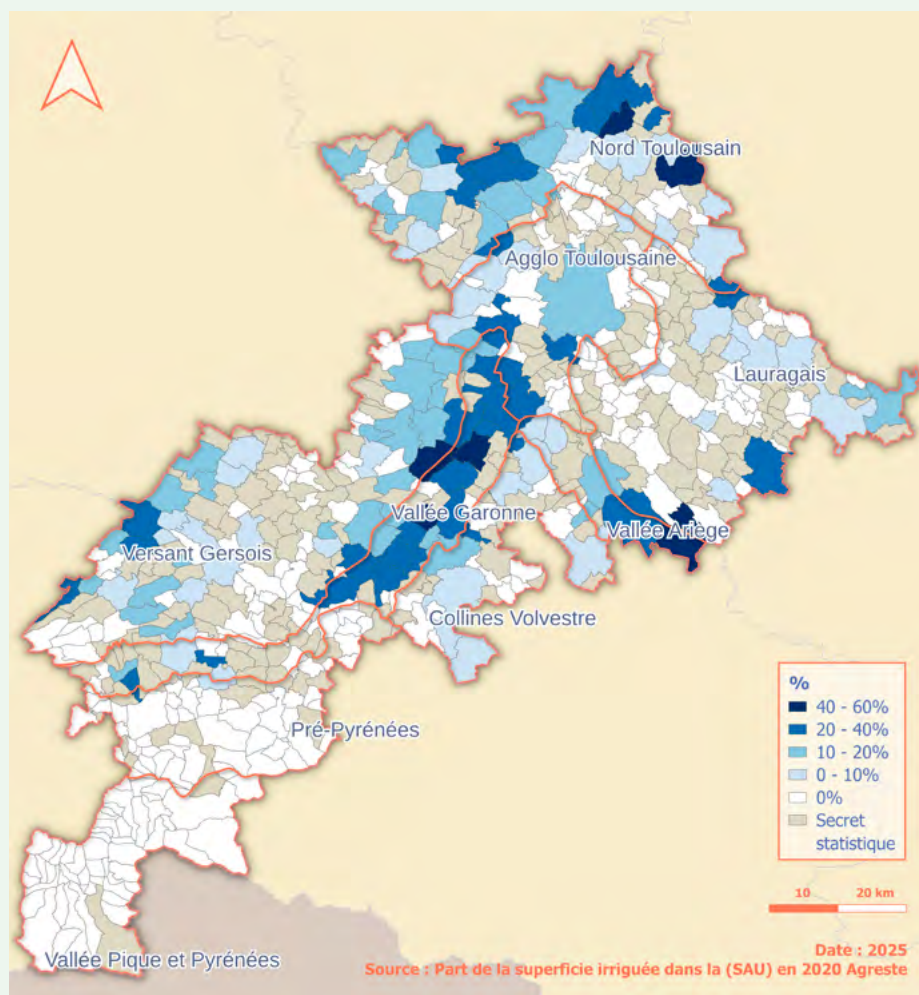 Nord Toulousain
Agglo Toulousaine
Lauragais
Vallée Garonne
Vallée Ariège
Versant Gersois
Collines Volvestre
Pré-Pyrénées
%
40 - 60%
20 - 40%
10 - 20%
0 - 10%
0%
Secret
statistique
10 20 km
Vallée Pique et Pyrénées
Date : 2025
Source : Part de la superficie irriguée dans la (SAU) en 2020 Agreste